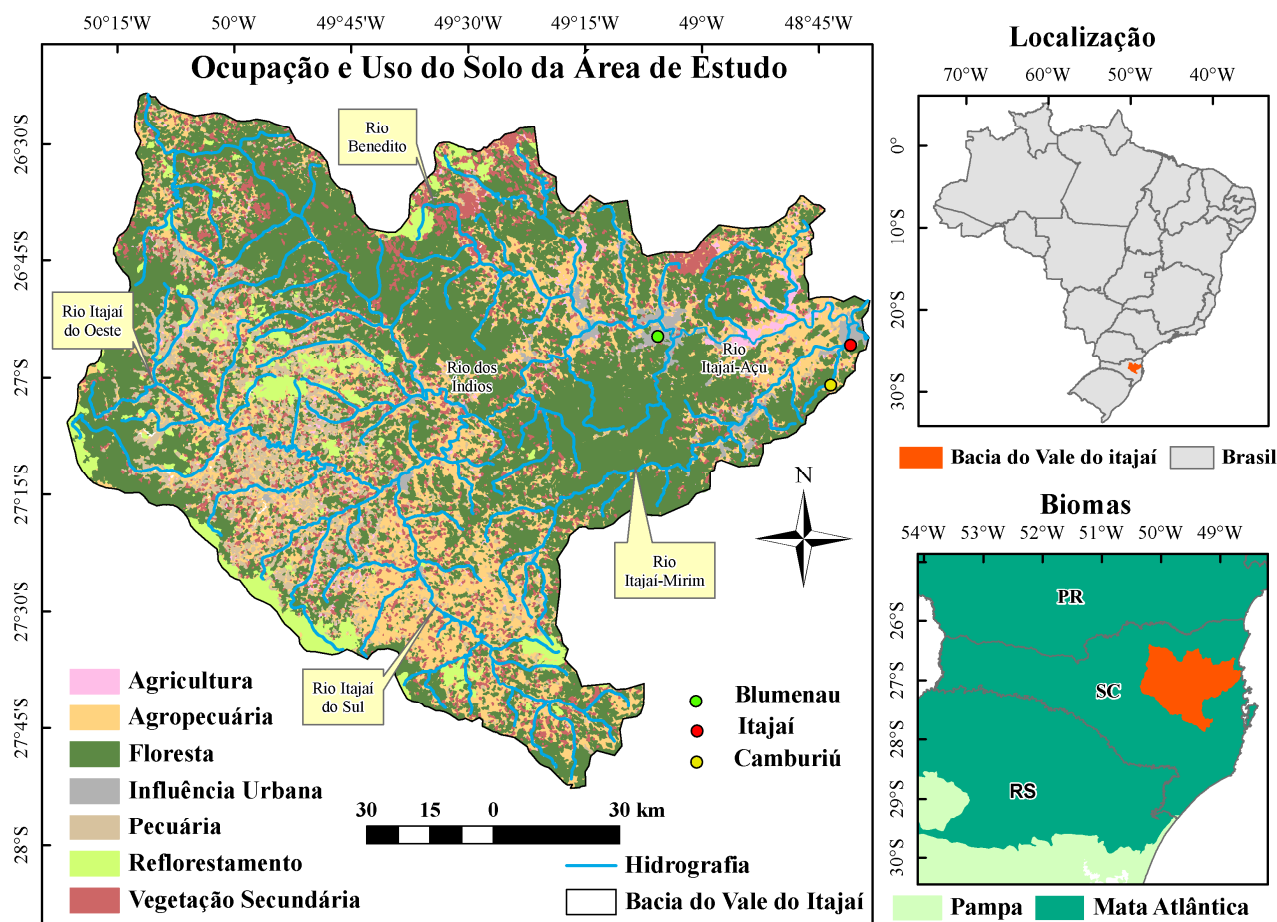 50°15'W 50°W 49°45'W 49°30'W 49°15'W 49°W 48°45'W
Ocupação e Uso do Solo da Área de Estudo
26°30'S
26°45'S
27°S
27°15'S
27°30'S
27°45'S
28°S
Rio
Benedito
Rio Itajaí
do Oeste
Rio dos
Índios
Rio
Itajaí-Açu
Rio
Itajaí-Mirim
Rio Itajaí
do Sul
N
Agricultura
Agropecuária
Floresta
Influência Urbana
Pecuária
Reflorestamento
Vegetação Secundária
Blumenau
Itajaí
Camburiú
30 15 0 30 km
Hidrografia
Bacia do Vale do Itajaí
Localização
70°W 60°W 50°W 40°W
0°
10°S
20°S
30°S
Bacia do Vale do itajaí
Brasil
Biomas
54°W 53°W 52°W 51°W 50°W 49°W
26°S
27°S
28°S
29°S
30°S
PR
SC
RS
Pampa
Mata Atlântica